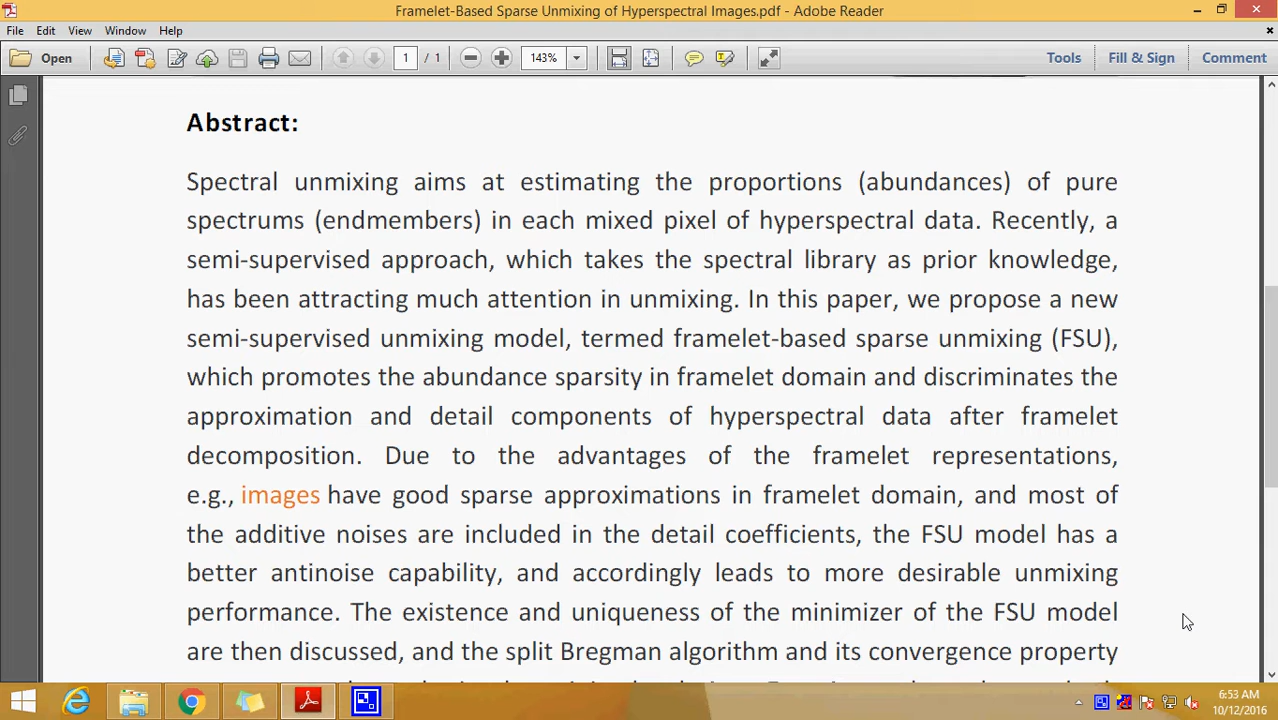 Framelet-Based Sparse Unmixing of Hyperspectral Images.pdf - Adobe Reader
File Edit View Window Help
Open 1 / 1 143% Tools Fill & Sign Comment
Abstract:
Spectral unmixing aims at estimating the proportions (abundances) of pure
spectrums (endmembers) in each mixed pixel of hyperspectral data. Recently, a
semi-supervised approach, which takes the spectral library as prior knowledge,
has been attracting much attention in unmixing. In this paper, we propose a new
semi-supervised unmixing model, termed framelet-based sparse unmixing (FSU),
which promotes the abundance sparsity in framelet domain and discriminates the
approximation and detail components of hyperspectral data after framelet
decomposition. Due to the advantages of the framelet representations,
e.g., images have good sparse approximations in framelet domain, and most of
the additive noises are included in the detail coefficients, the FSU model has a
better antinoise capability, and accordingly leads to more desirable unmixing
performance. The existence and uniqueness of the minimizer of the FSU model
are then discussed, and the split Bregman algorithm and its convergence property
6:53 AM
10/12/2016